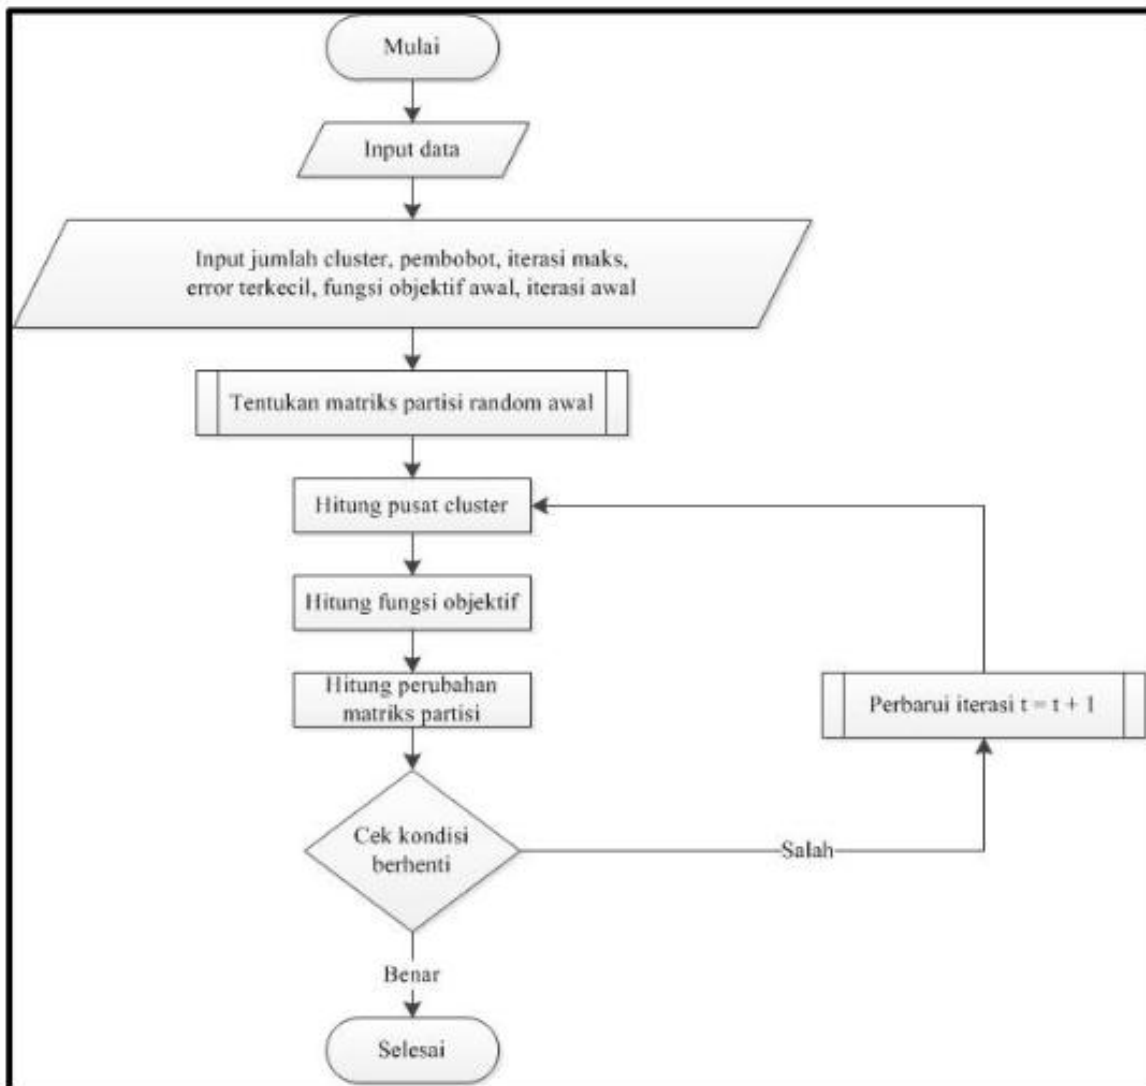 Mulai
Input data
Input jumlah cluster, pembobot, iterasi maks,
error terkecil, fungsi objektif awal, iterasi awal
Tentukan matriks partisi random awal
Hitung pusat cluster
Hitung fungsi objektif
Hitung perubahan
matriks partisi
Perbarui iterasi t = t + 1
Cek kondisi
berhenti
Salah
Benar
Selesai